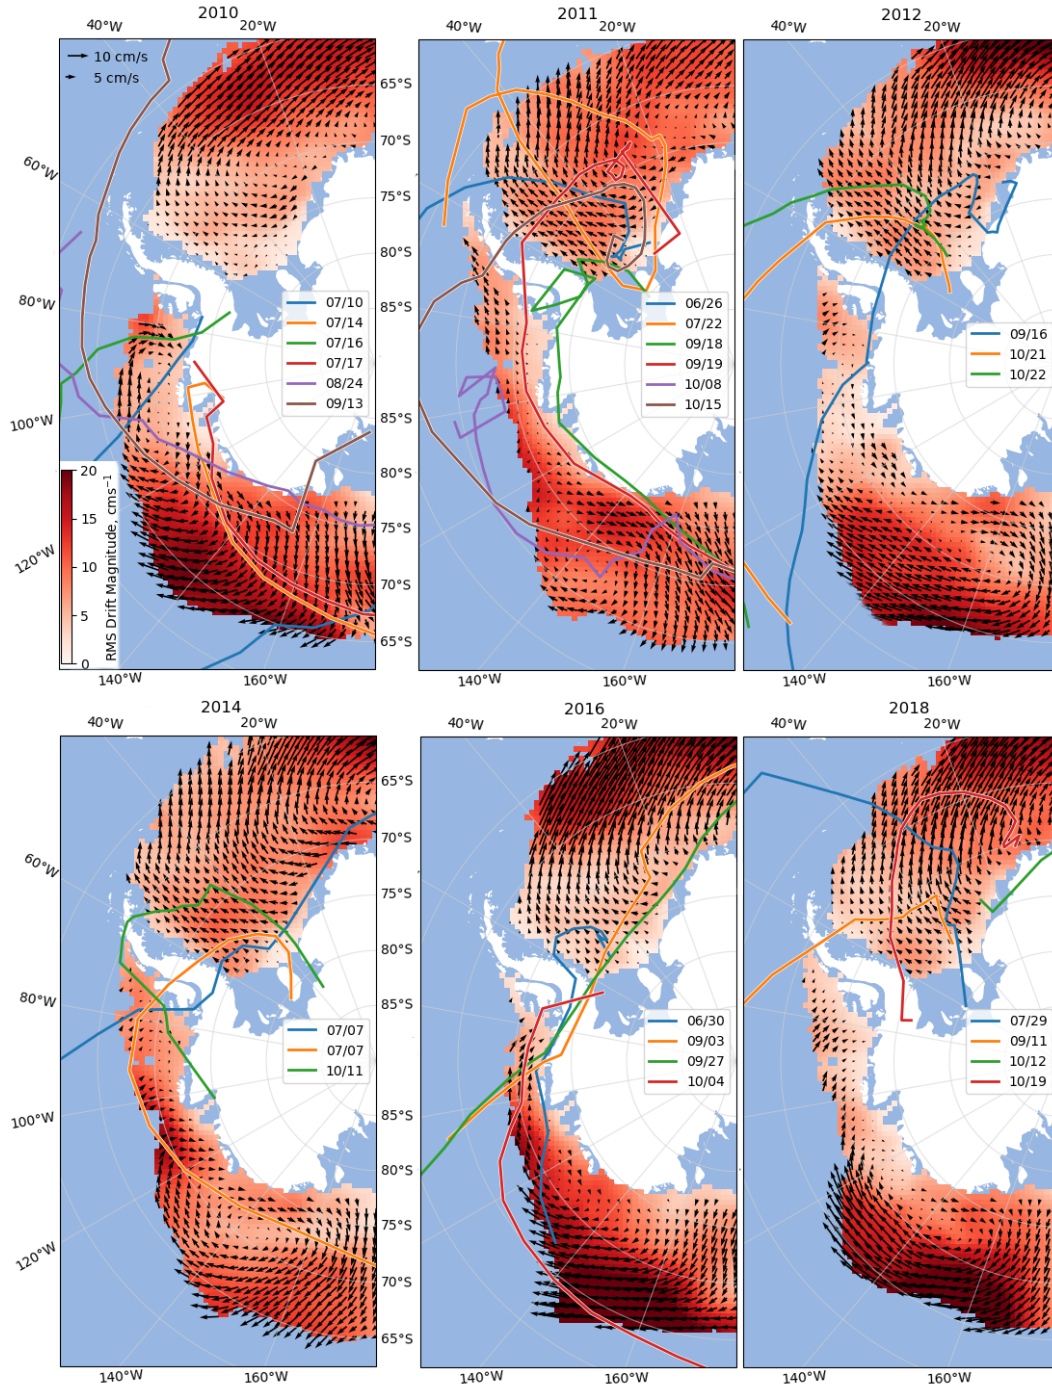 2010
2011
2012
40°W
20°W
40°W
20°W
40°W
20°W
10 cm/s
5 cm/s
65°S
70°S
75°S
80°S
85°S
85°S
80°S
75°S
70°S
65°S
60°W
80°W
100°W
120°W
07/10
07/14
07/16
07/17
08/24
09/13
06/26
07/22
09/18
09/19
10/08
10/15
09/16
10/21
10/22
20
15
10
5
0
RMS Drift Magnitude, cms⁻¹
140°W
160°W
140°W
160°W
140°W
160°W
2014
2016
2018
40°W
20°W
40°W
20°W
40°W
20°W
65°S
70°S
75°S
80°S
85°S
85°S
80°S
75°S
70°S
65°S
60°W
80°W
100°W
120°W
07/07
07/07
10/11
06/30
09/03
09/27
10/04
07/29
09/11
10/12
10/19
140°W
160°W
140°W
160°W
140°W
160°W